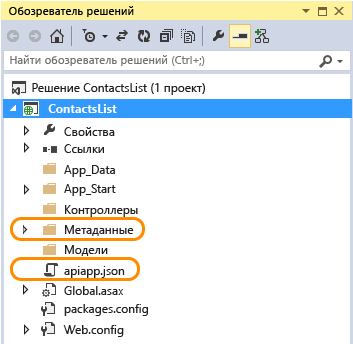 Обозреватель решений
Найти обозреватель решений (Ctrl+;)
Решение ContactsList (1 проект)
ContactsList
Свойства
Ссылки
App_Data
App_Start
Контроллеры
Метаданные
Модели
apiapp.json
Global.asax
packages.config
Web.config